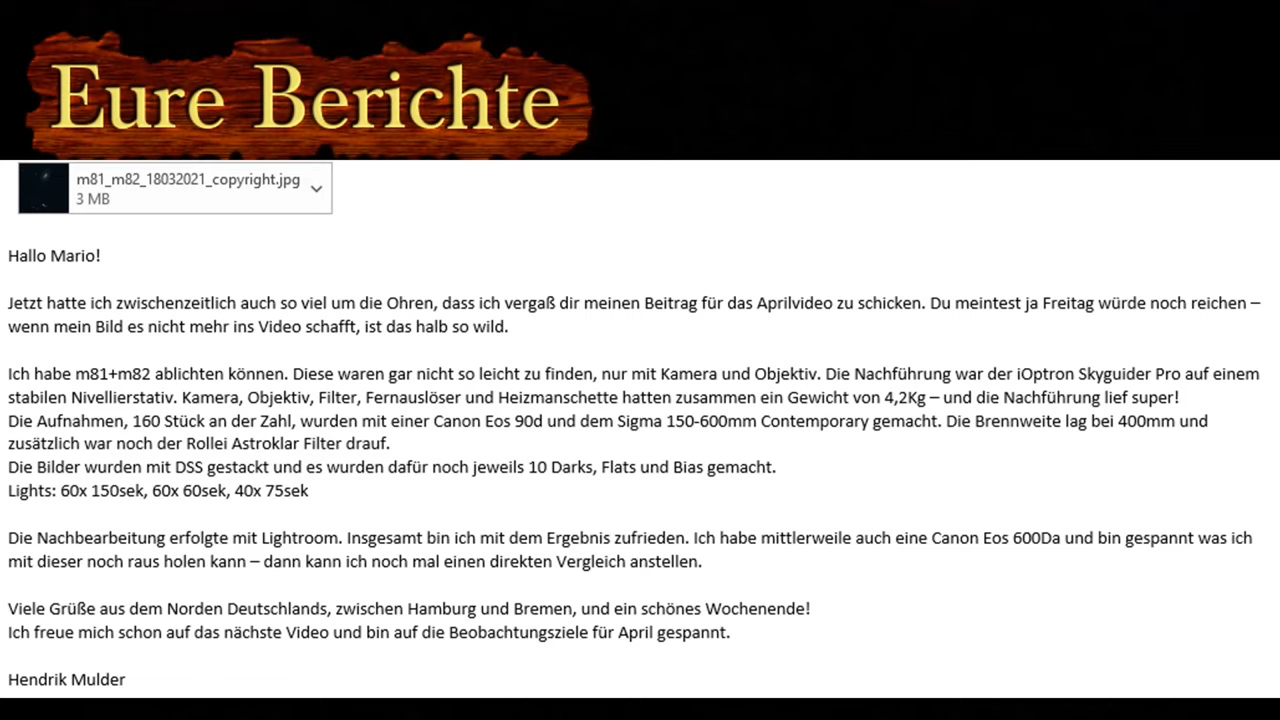 Eure Berichte
m81_m82_18032021_copyright.jpg
3 MB
Hallo Mario!
Jetzt hatte ich zwischenzeitlich auch so viel um die Ohren, dass ich vergaß dir meinen Beitrag für das Aprilvideo zu schicken. Du meintest ja Freitag würde noch reichen –
wenn mein Bild es nicht mehr ins Video schafft, ist das halb so wild.
Ich habe m81+m82 ablichten können. Diese waren gar nicht so leicht zu finden, nur mit Kamera und Objektiv. Die Nachführung war der iOptron Skyguider Pro auf einem
stabilen Nivellierstativ. Kamera, Objektiv, Filter, Fernauslöser und Heizmanschette hatten zusammen ein Gewicht von 4,2Kg – und die Nachführung lief super!
Die Aufnahmen, 160 Stück an der Zahl, wurden mit einer Canon Eos 90d und dem Sigma 150-600mm Contemporary gemacht. Die Brennweite lag bei 400mm und
zusätzlich war noch der Rollei Astroklar Filter drauf.
Die Bilder wurden mit DSS gestackt und es wurden dafür noch jeweils 10 Darks, Flats und Bias gemacht.
Lights: 60x 150sek, 60x 60sek, 40x 75sek
Die Nachbearbeitung erfolgte mit Lightroom. Insgesamt bin ich mit dem Ergebnis zufrieden. Ich habe mittlerweile auch eine Canon Eos 600Da und bin gespannt was ich
mit dieser noch raus holen kann – dann kann ich noch mal einen direkten Vergleich anstellen.
Viele Grüße aus dem Norden Deutschlands, zwischen Hamburg und Bremen, und ein schönes Wochenende!
Ich freue mich schon auf das nächste Video und bin auf die Beobachtungsziele für April gespannt.
Hendrik Mulder